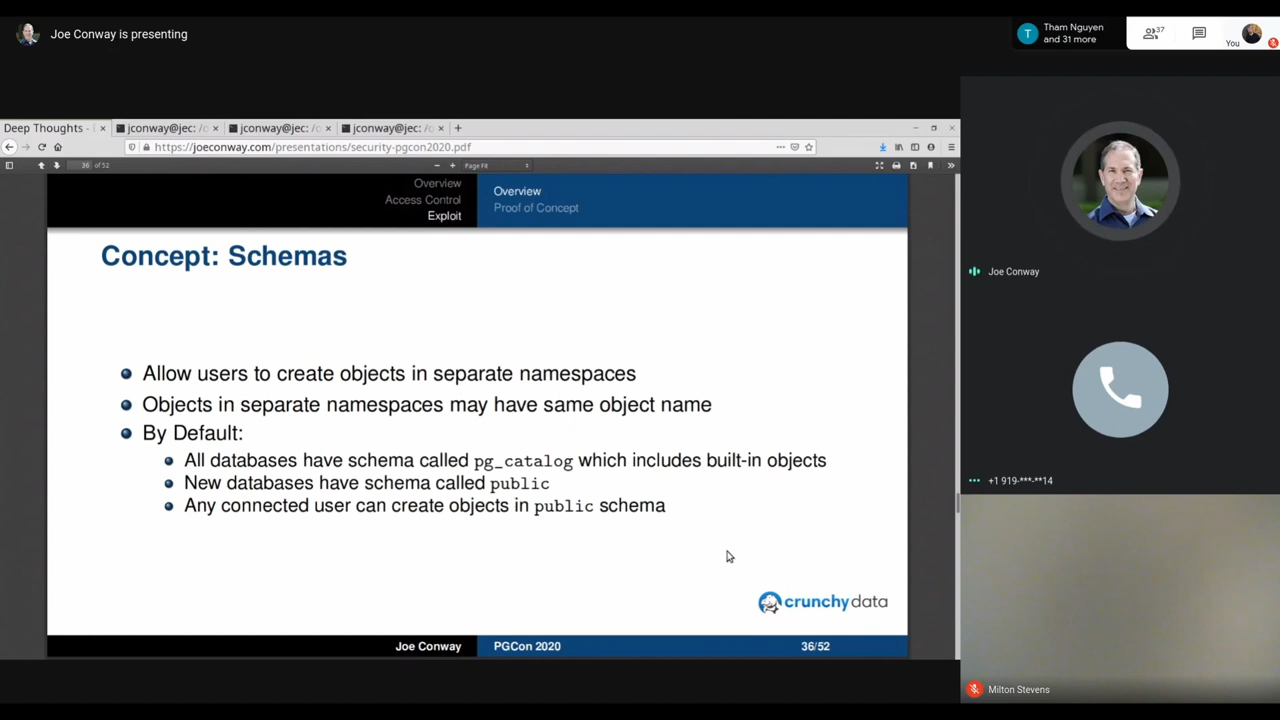 Joe Conway is presenting
Tham Nguyen
and 31 more
37
You
Deep Thoughts -
jconway@jec: /
jconway@jec: /
jconway@jec: /
https://joeconway.com/presentations/security-pgcon2020.pdf
36 of 52
Page Fit
Overview
Access Control
Exploit
Overview
Proof of Concept
Concept: Schemas
Allow users to create objects in separate namespaces
Objects in separate namespaces may have same object name
By Default:
All databases have schema called pg_catalog which includes built-in objects
New databases have schema called public
Any connected user can create objects in public schema
crunchydata
Joe Conway
PGCon 2020
36/52
Joe Conway
+1 919-***-**14
Milton Stevens